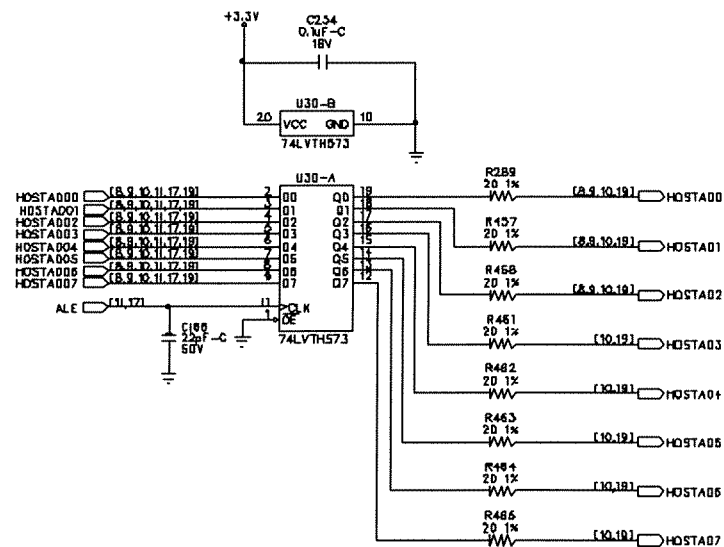 +3.3V
C234
0.1uF-C
16V
U30-B
20 VCC GND 10
74LVTH573
U30-A
HOSTAD00 [8,9,10,11,17,19] 2 D0 Q0 19
HOSTAD01 [8,9,10,11,17,19] 3 D1 Q1 18
HOSTAD02 [8,9,10,11,17,19] 4 D2 Q2 17
HOSTAD03 [8,9,10,11,17,19] 5 D3 Q3 16
HOSTAD04 [8,9,10,11,17,19] 6 D4 Q4 15
HOSTAD05 [8,9,10,11,17,19] 7 D5 Q5 14
HOSTAD06 [8,9,10,11,17,19] 8 D6 Q6 13
HOSTAD07 [8,9,10,11,17,19] 9 D7 Q7 12
ALE [11,17] 11 CLK
1 OE
74LVTH573
22pF-C
50V
R289
20 1%
[8,9,10,19] HOSTA00
R457
20 1%
[8,9,10,19] HOSTA01
R458
20 1%
[8,9,10,19] HOSTA02
R461
20 1%
[10,19] HOSTA03
R462
20 1%
[10,19] HOSTA04
R463
20 1%
[10,19] HOSTA05
R464
20 1%
[10,19] HOSTA06
20 1%
[10,19] HOSTA07